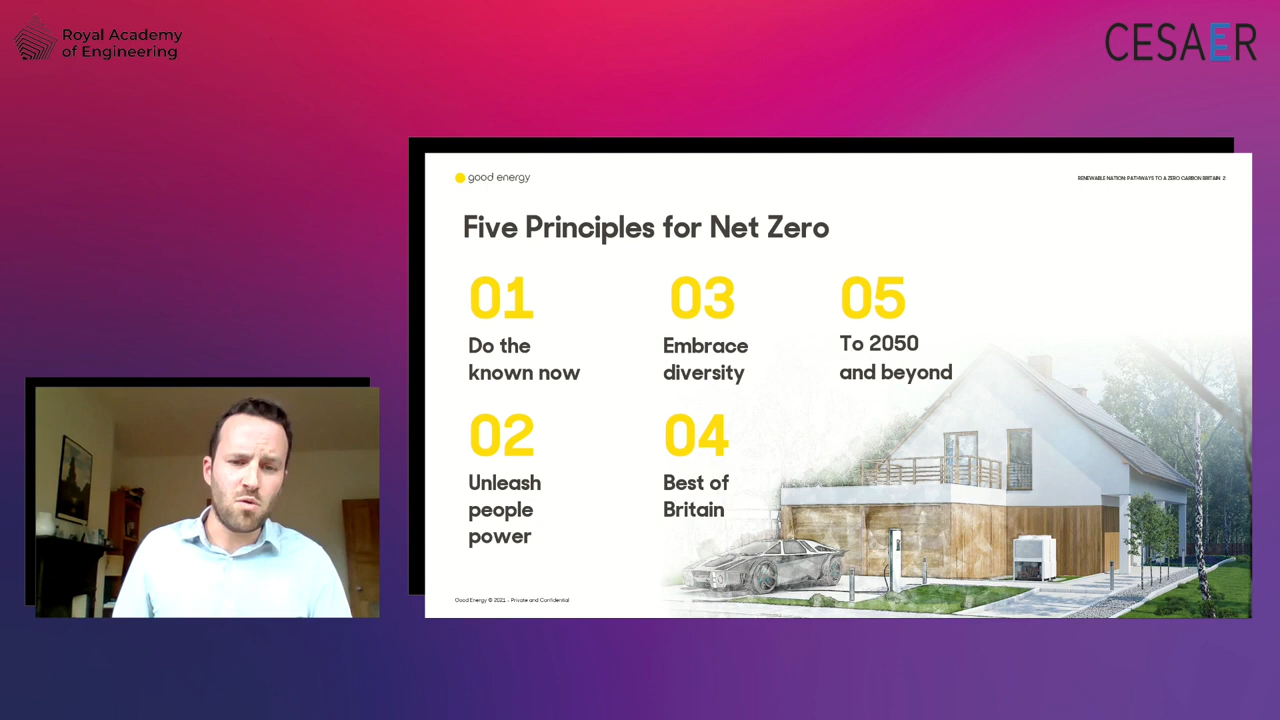 Royal Academy
of Engineering
CESAER
good energy
RENEWABLE NATION: PATHWAYS TO A ZERO CARBON BRITAIN 2
Five Principles for Net Zero
01
Do the
known now
02
Unleash
people
power
03
Embrace
diversity
04
Best of
Britain
05
To 2050
and beyond
Good Energy © 2021 - Private and Confidential